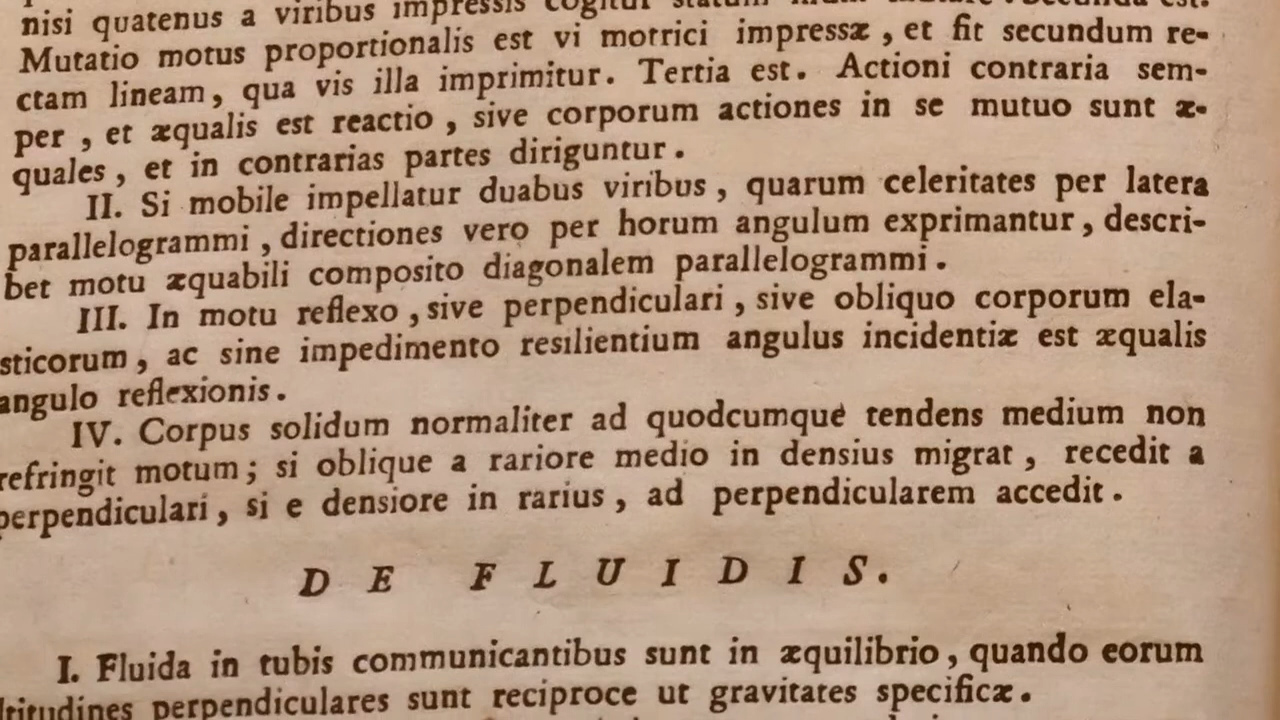 nisi quatenus a viribus impressis cogitur statum
Mutatio motus proportionalis est vi motrici impressæ, et fit secundum re-
ctam lineam, qua vis illa imprimitur. Tertia est. Actioni contraria sem-
per, et æqualis est reactio, sive corporum actiones in se mutuo sunt æ-
quales, et in contrarias partes diriguntur.
II. Si mobile impellatur duabus viribus, quarum celeritates per latera
parallelogrammi, directiones vero per horum angulum exprimantur, descri-
bet motu æquabili composito diagonalem parallelogrammi.
III. In motu reflexo, sive perpendiculari, sive obliquo corporum ela-
sticorum, ac sine impedimento resilientium angulus incidentiæ est æqualis
angulo reflexionis.
IV. Corpus solidum normaliter ad quodcumque tendens medium non
refringit motum; si oblique a rariore medio in densius migrat, recedit a
perpendiculari, si e densiore in rarius, ad perpendicularem accedit.
DE FLUIDIS.
I. Fluida in tubis communicantibus sunt in æquilibrio, quando eorum
ltitudines perpendiculares sunt reciproce ut gravitates specificæ.